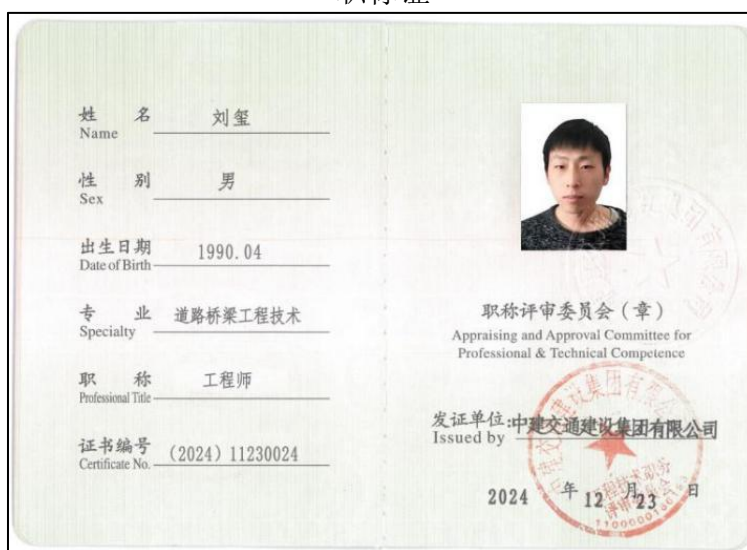 职称证
姓 名 刘玺
Name
性 别 男
Sex
出生日期 1990.04
Date of Birth
专 业 道路桥梁工程技术
Specialty
职 称 工程师
Professional Title
证书编号 (2024) 11230024
Certificate No.
职称评审委员会(章)
Appraising and Approval Committee for
Professional & Technical Competence
发证单位:中建交通建设集团有限公司
Issued by
2024 年 12 月 23 日